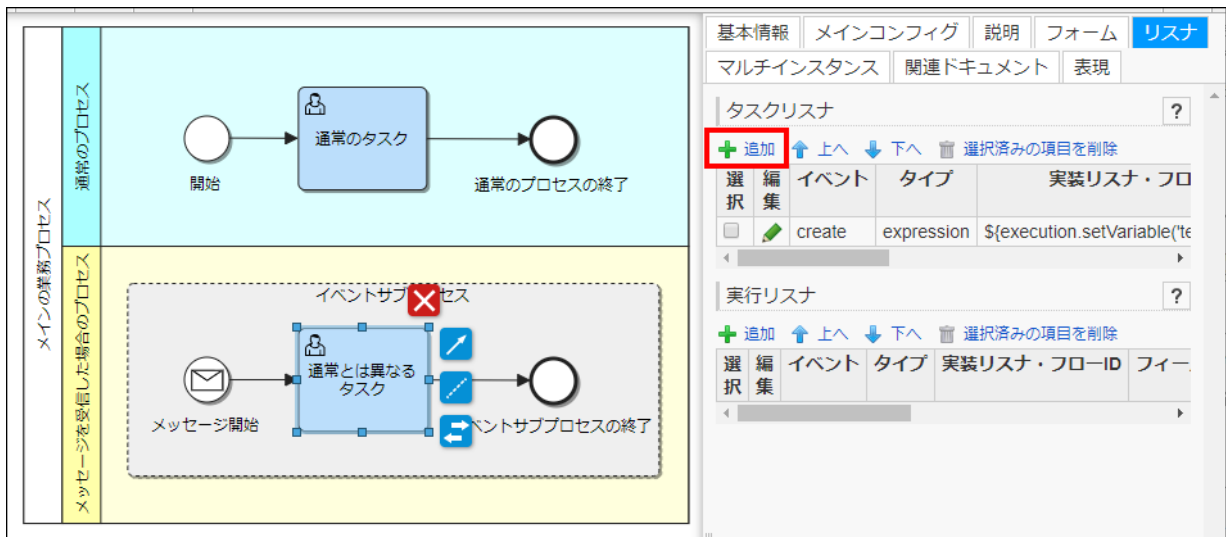 メインの業務プロセス
通常のプロセス
開始
通常のタスク
通常のプロセスの終了
メッセージを受信した場合のプロセス
イベントサブ
セス
メッセージ開始
通常とは異なる
タスク
ベントサブプロセスの終了
基本情報 メインコンフィグ 説明 フォーム リスナ
マルチインスタンス 関連ドキュメント 表現
タスクリスナ ?
追加 上へ 下へ 選択済みの項目を削除
選択 編集 イベント タイプ 実装リスナ・フロ
create expression ${execution.setVariable('te
実行リスナ ?
追加 上へ 下へ 選択済みの項目を削除
選択 編集 イベント タイプ 実装リスナ・フローID フィー